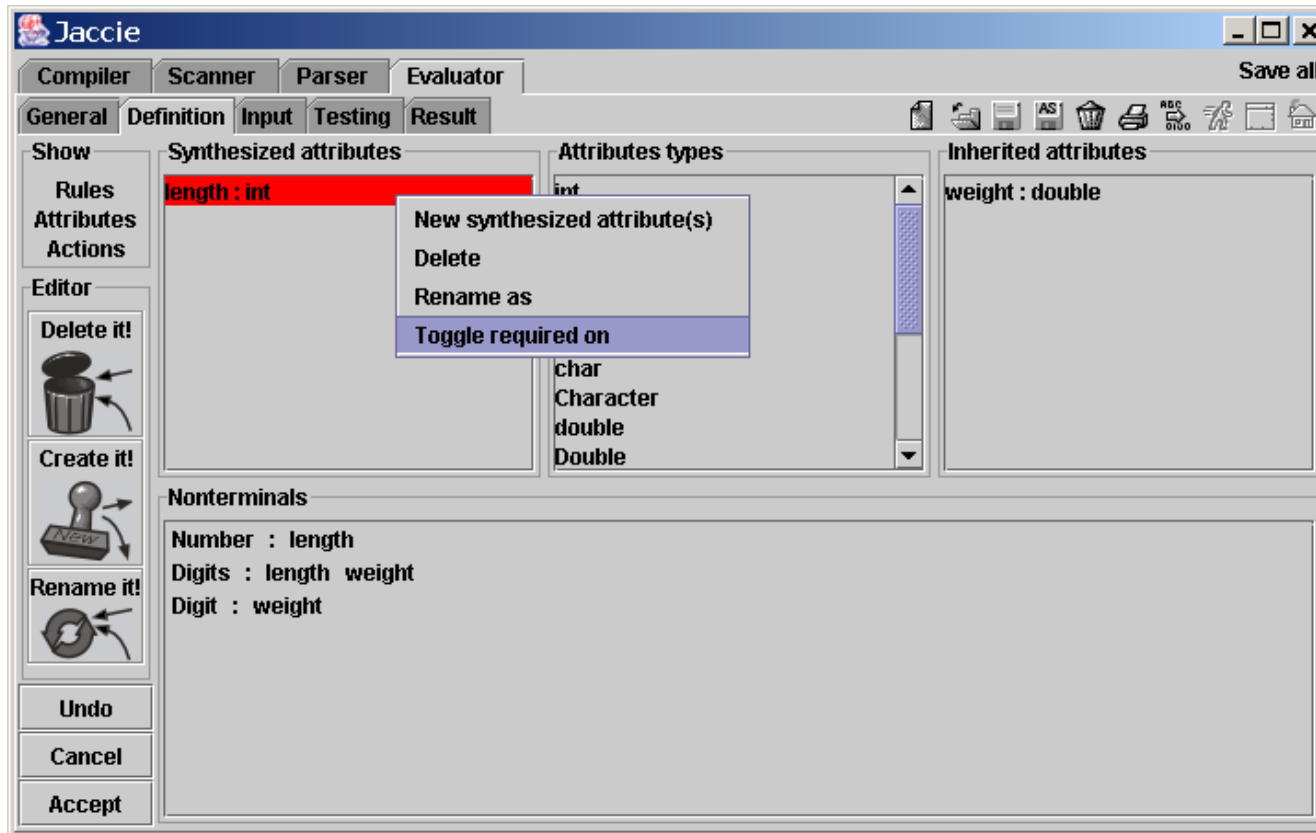 Jaccie
Compiler Scanner Parser Evaluator Save all
General Definition Input Testing Result
AS
Show
Rules
Attributes
Actions
Editor
Delete it!
Create it!
New
Rename it!
Undo
Cancel
Accept
Synthesized attributes
length : int
New synthesized attribute(s)
Delete
Rename as
Toggle required on
Attributes types
int
char
Character
double
Double
Inherited attributes
weight : double
Nonterminals
Number : length
Digits : length weight
Digit : weight